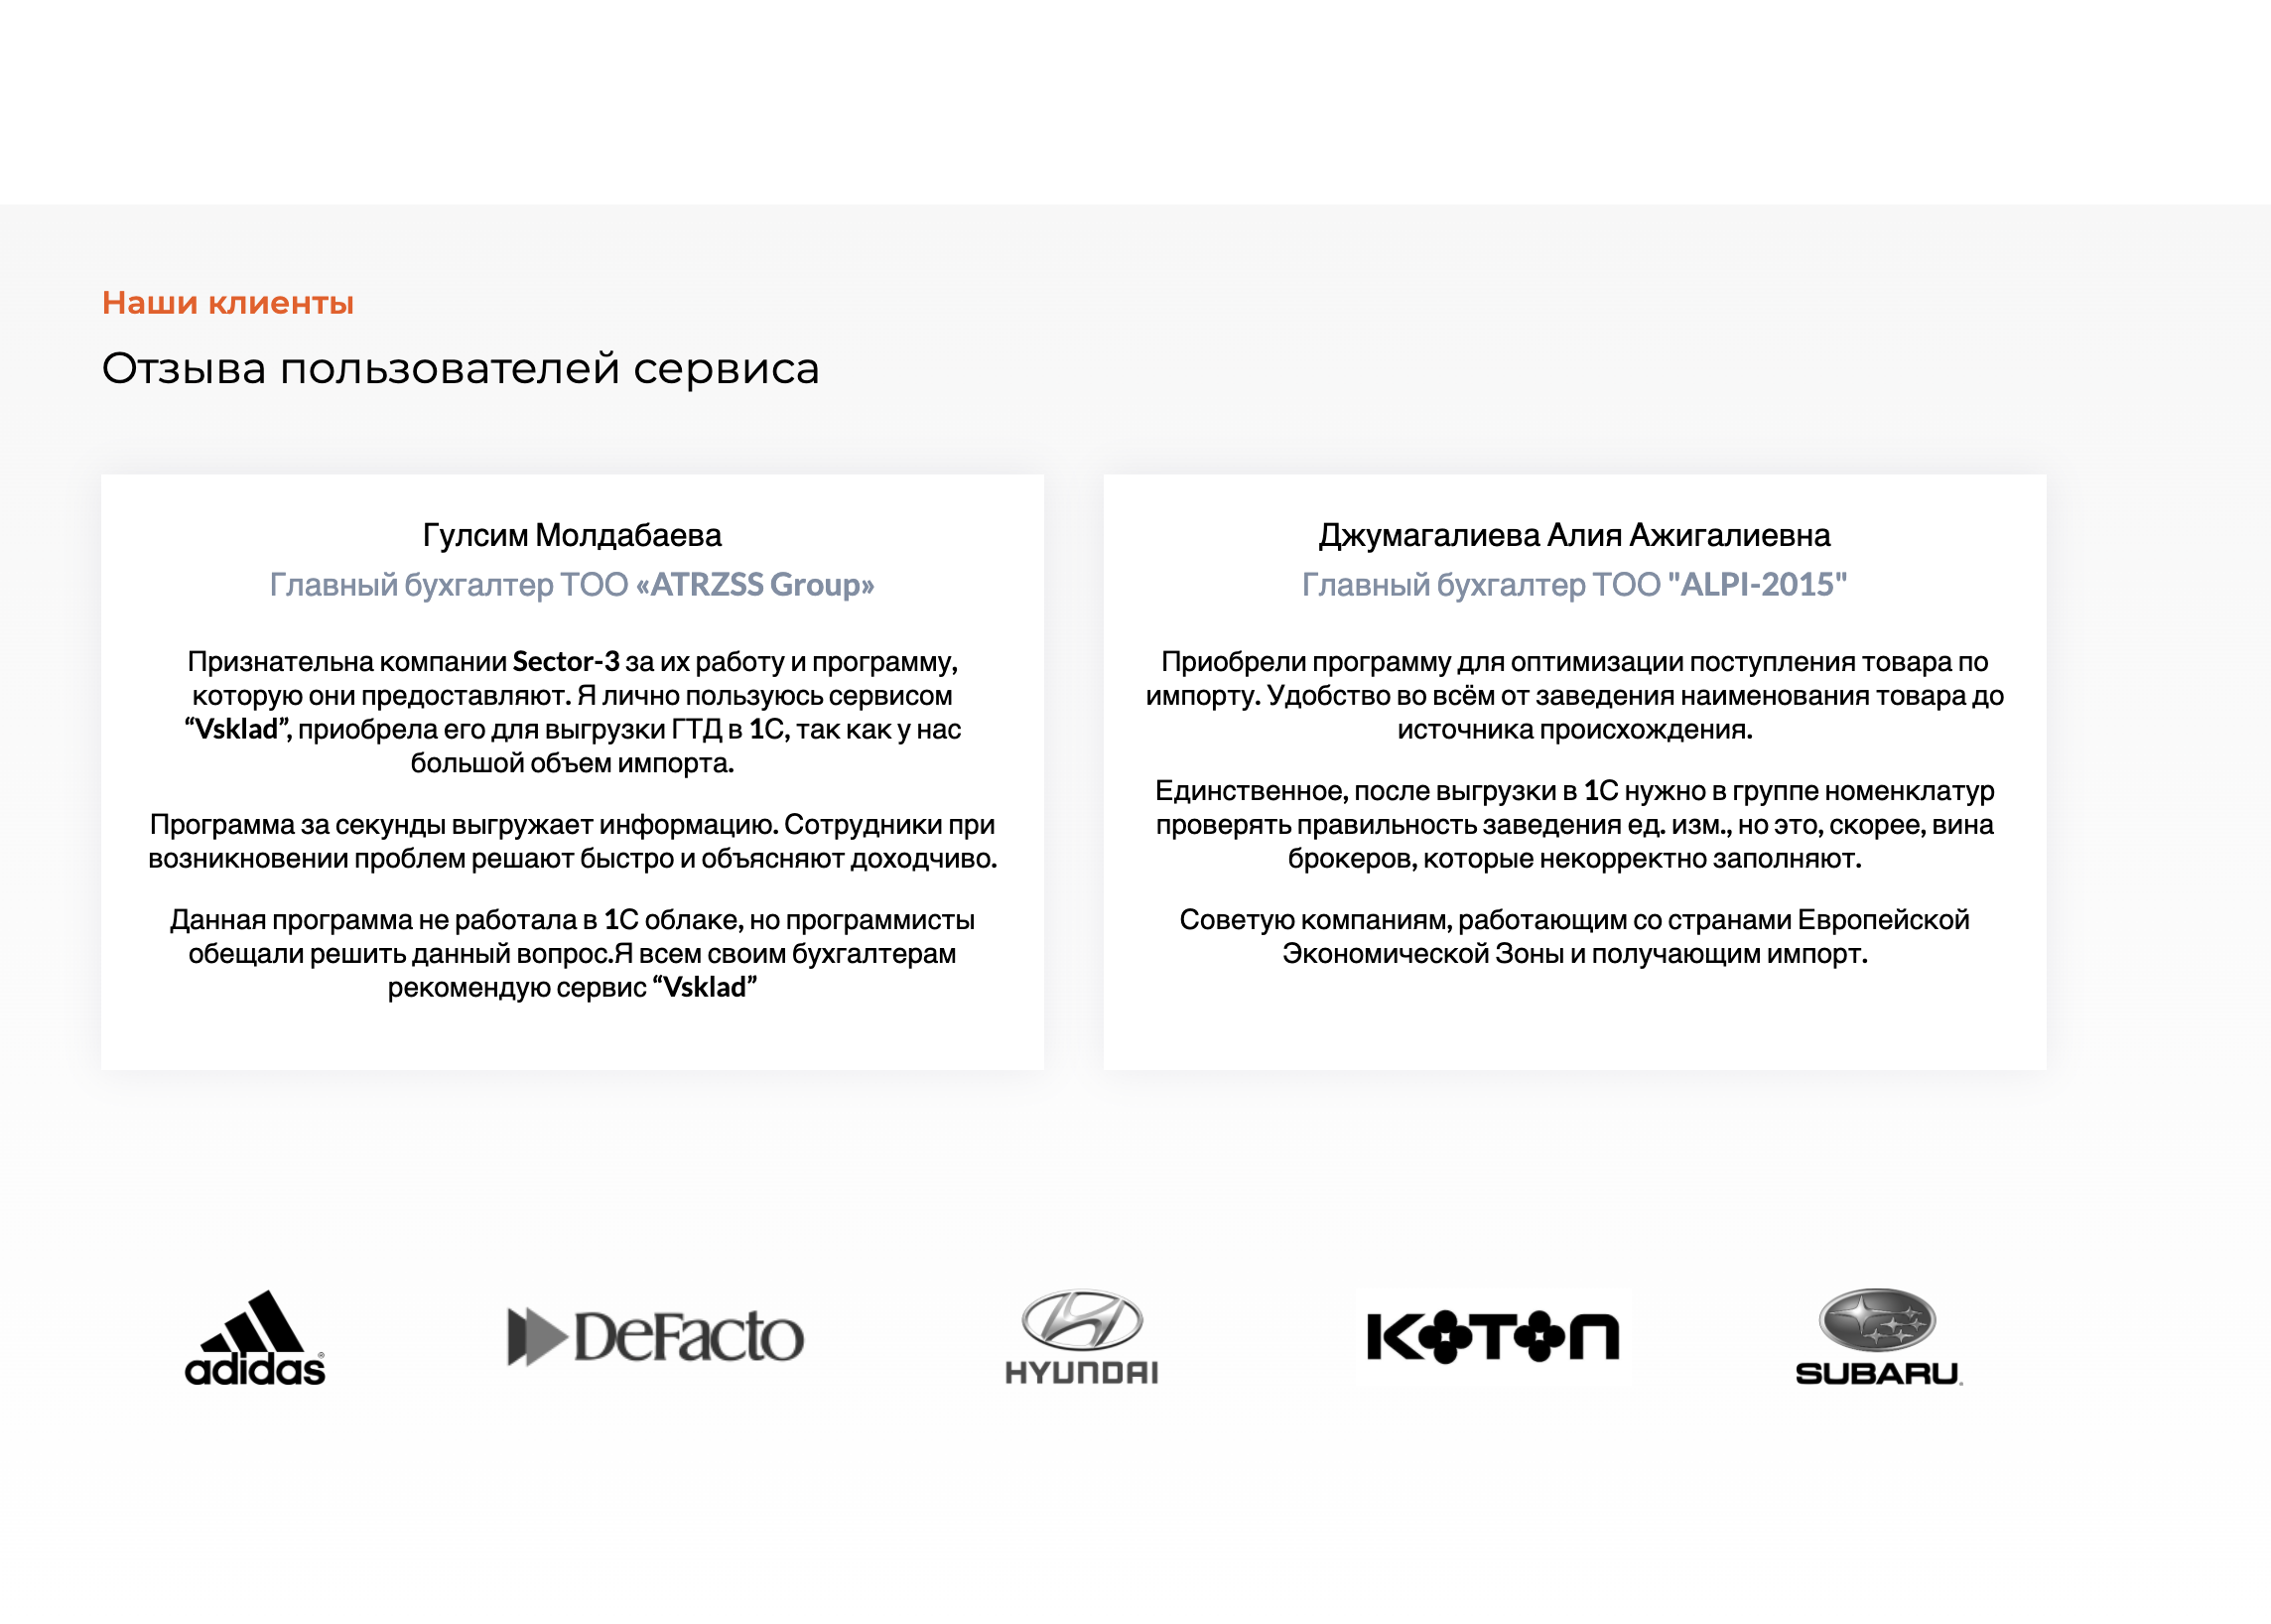 Наши клиенты
Отзыва пользователей сервиса
Гулсим Молдабаева
Главный бухгалтер ТОО «ATRZSS Group»
Признательна компании Sector-3 за их работу и программу,
которую они предоставляют. Я лично пользуюсь сервисом
“Vsklad”, приобрела его для выгрузки ГТД в 1С, так как у нас
большой объем импорта.
Программа за секунды выгружает информацию. Сотрудники при
возникновении проблем решают быстро и объясняют доходчиво.
Данная программа не работала в 1С облаке, но программисты
обещали решить данный вопрос.Я всем своим бухгалтерам
рекомендую сервис “Vsklad”
Джумагалиева Алия Ажигалиевна
Главный бухгалтер ТОО "ALPI-2015"
Приобрели программу для оптимизации поступления товара по
импорту. Удобство во всём от заведения наименования товара до
источника происхождения.
Единственное, после выгрузки в 1С нужно в группе номенклатур
проверять правильность заведения ед. изм., но это, скорее, вина
брокеров, которые некорректно заполняют.
Советую компаниям, работающим со странами Европейской
Экономической Зоны и получающим импорт.
adidas®
DeFacto
HYUNDAI
KOTON
SUBARU